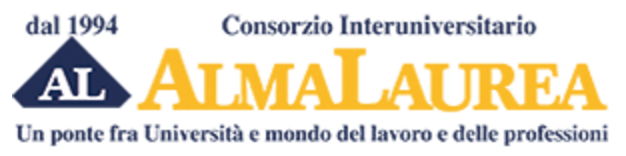 dal 1994 Consorzio Interuniversitario
AL ALMALAUREA
Un ponte fra Università e mondo del lavoro e delle professioni